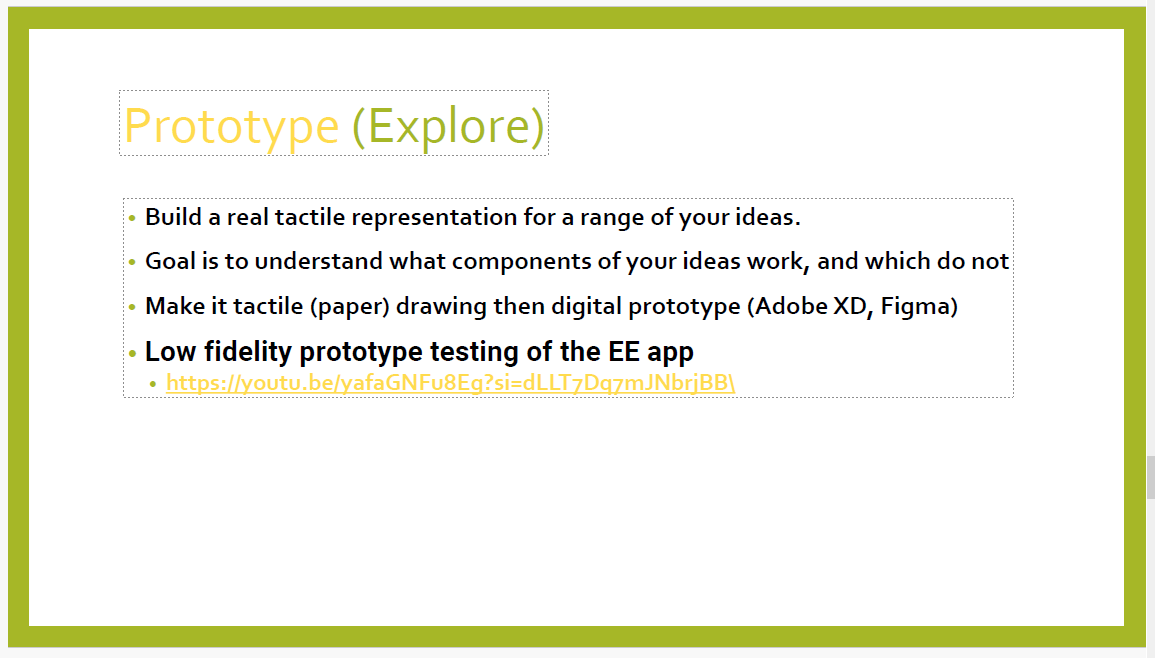 Prototype (Explore)
• Build a real tactile representation for a range of your ideas.
• Goal is to understand what components of your ideas work, and which do not
• Make it tactile (paper) drawing then digital prototype (Adobe XD, Figma)
• Low fidelity prototype testing of the EE app
• https://youtu.be/yafaGNFu8Eg?si=dLLT7Dq7mJNbrjBB\